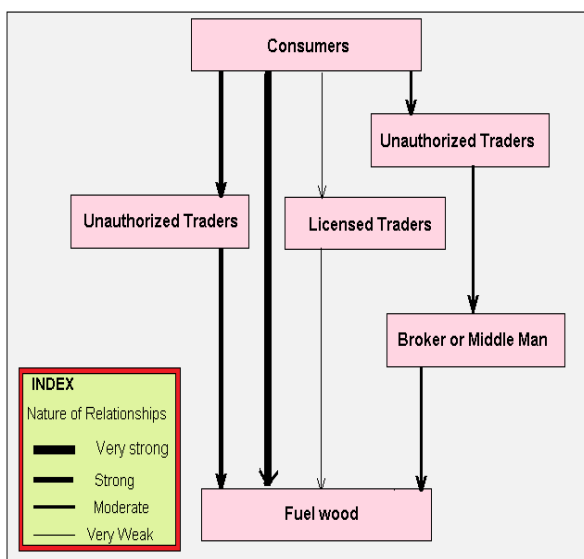 Consumers
Unauthorized Traders
Unauthorized Traders
Licensed Traders
Broker or Middle Man
INDEX
Nature of Relationships
Very strong
Strong
Moderate
Very Weak
Fuel wood